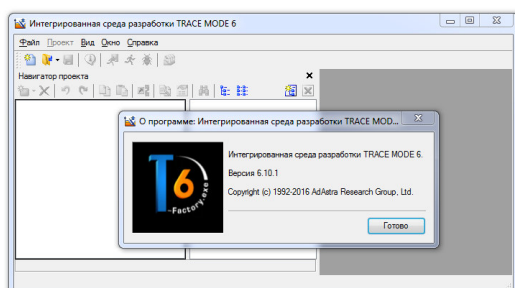 Интегрированная среда разработки TRACE MODE 6
Файл Проект Вид Окно Справка
Навигатор проекта
О программе: Интегрированная среда разработки TRACE MOD...
T6
-Factory.exe
Интегрированная среда разработки TRACE MODE 6.
Версия 6.10.1
Copyright (c) 1992-2016 AdAstra Research Group, Ltd.
Готово